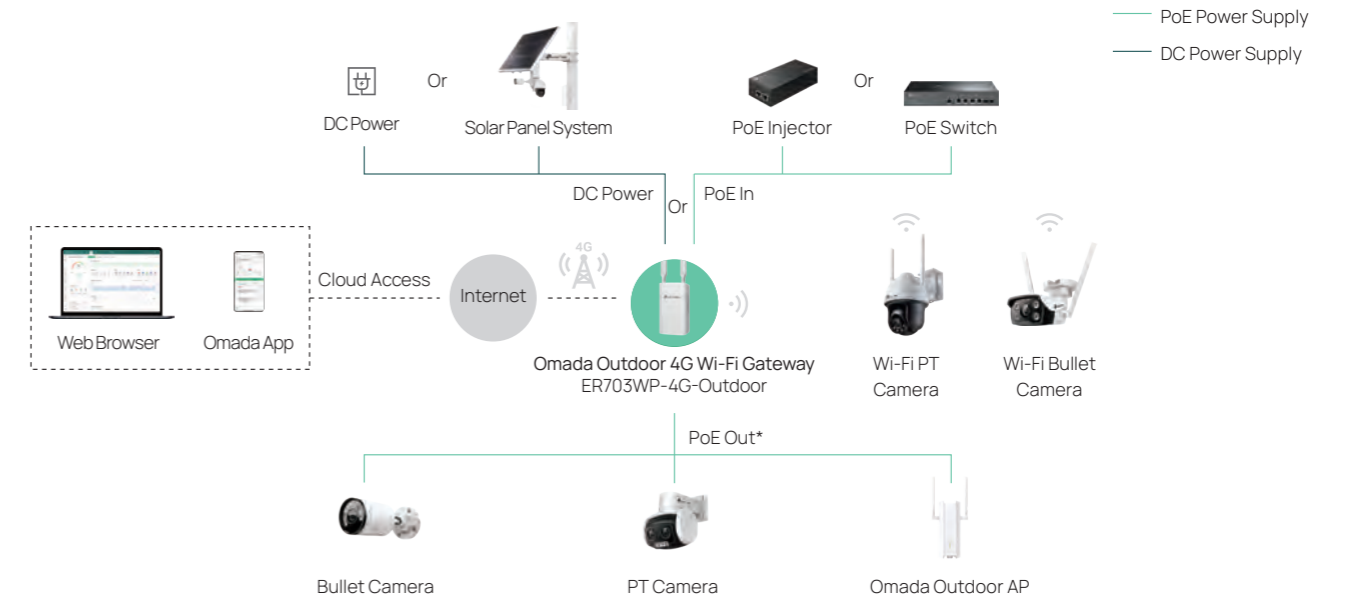 PoE Power Supply
DC Power Supply
Or
Or
DC Power
Solar Panel System
PoE Injector
PoE Switch
DC Power
Or
PoE In
4G
Cloud Access
Internet
Web Browser
Omada App
Omada Outdoor 4G Wi-Fi Gateway
ER703WP-4G-Outdoor
Wi-Fi PT
Camera
Wi-Fi Bullet
Camera
PoE Out*
Bullet Camera
PT Camera
Omada Outdoor AP